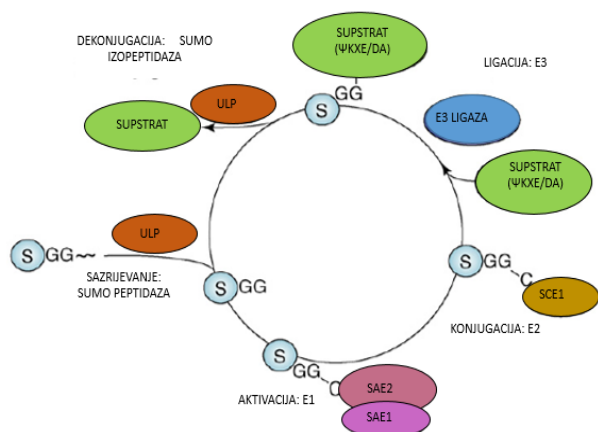 DEKONJUGACIJA: SUMO
IZOPEPTIDAZA
SUPSTRAT
(ΨKXE/DA)
LIGACIJA: E3
GG
S
ULP
SUPSTRAT
E3 LIGAZA
SUPSTRAT
(ΨKXE/DA)
ULP
S GG~~
SAZRIJEVANJE:
SUMO PEPTIDAZA
S GG
S GG
C
SCE1
KONJUGACIJA: E2
S
GG
C
SAE2
SAE1
AKTIVACIJA: E1